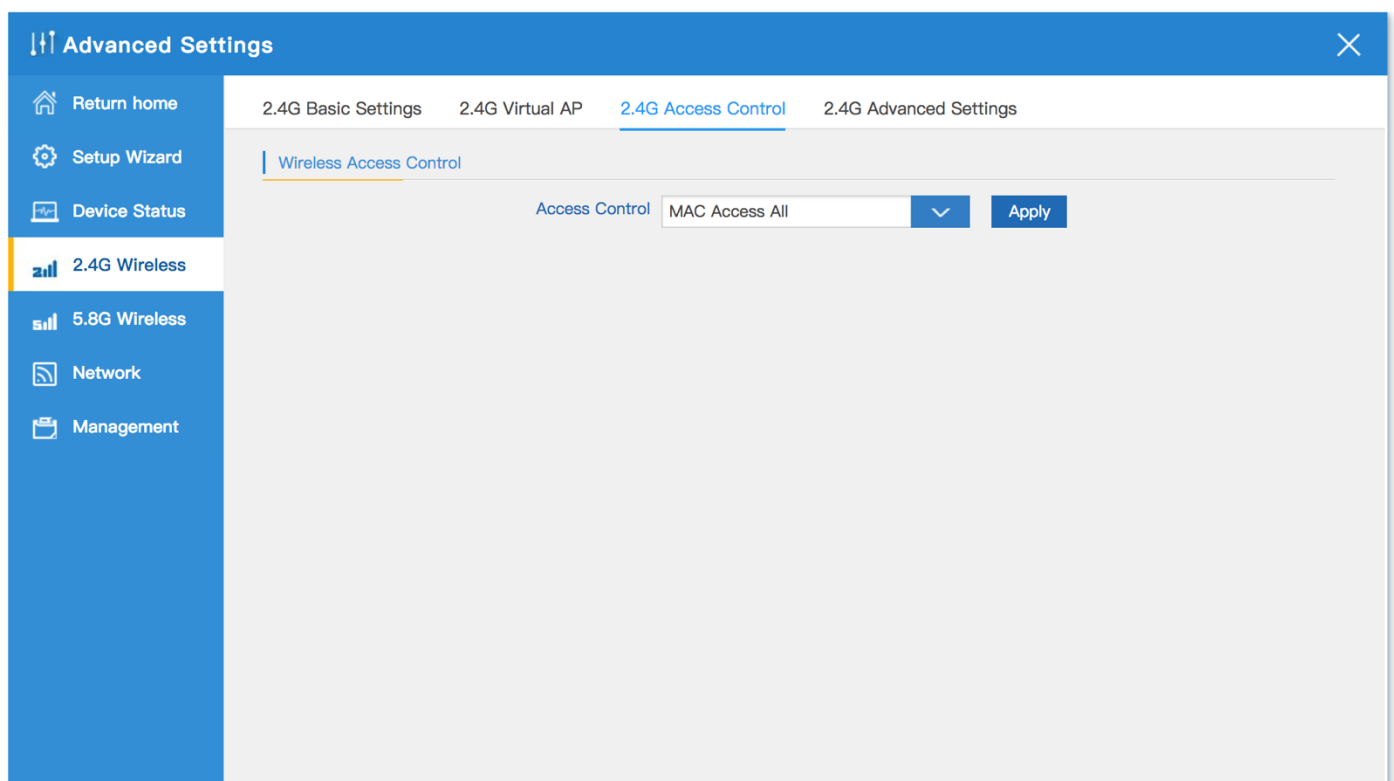 Advanced Settings
Return home
Setup Wizard
Device Status
2.4G Wireless
5.8G Wireless
Network
Management
2.4G Basic Settings 2.4G Virtual AP 2.4G Access Control 2.4G Advanced Settings
Wireless Access Control
Access Control MAC Access All Apply